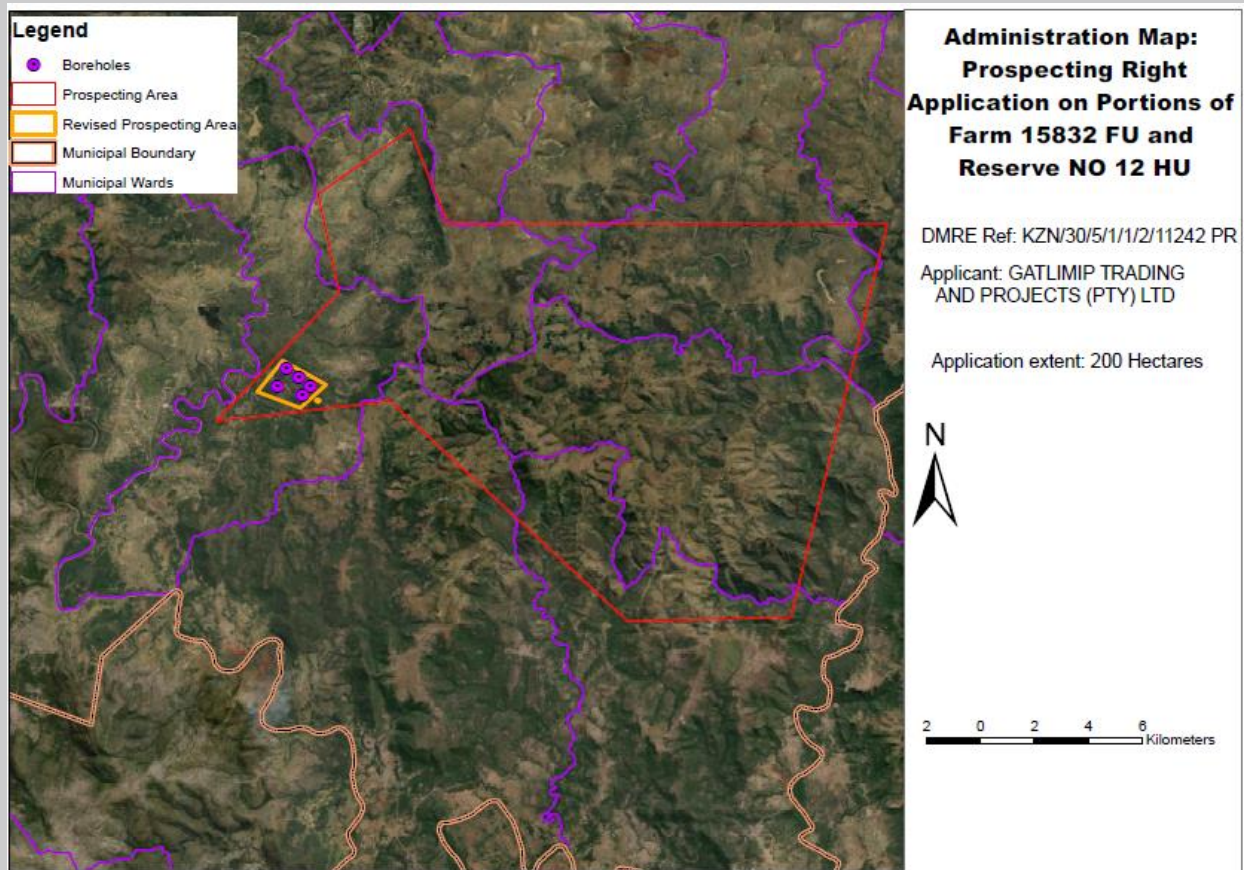 Legend
Boreholes
Prospecting Area
Revised Prospecting Area
Municipal Boundary
Municipal Wards
Administration Map:
Prospecting Right
Application on Portions of
Farm 15832 FU and
Reserve NO 12 HU
DMRE Ref: KZN/30/5/1/1/2/11242 PR
Applicant: GATLIMIP TRADING
AND PROJECTS (PTY) LTD
Application extent: 200 Hectares
N
2 0 2 4 6
Kilometers